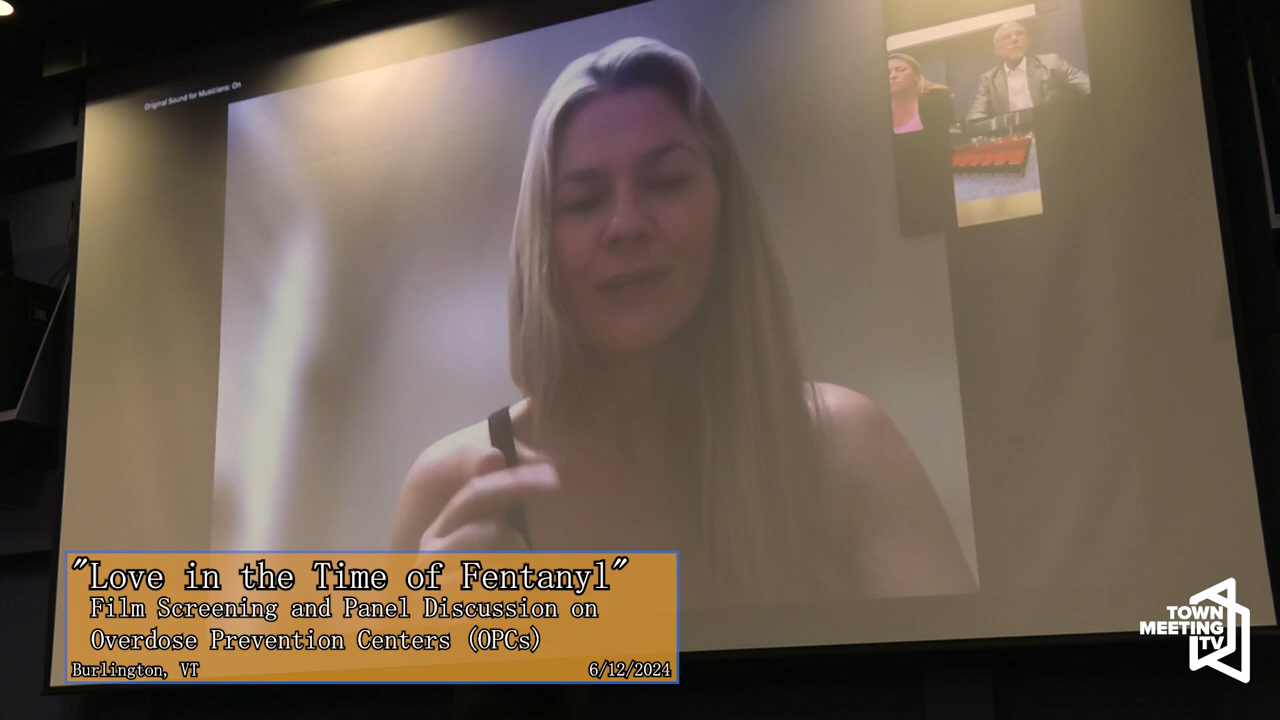 Original Sound for Musicians: On
"Love in the Time of Fentanyl"
Film Screening and Panel Discussion on
Overdose Prevention Centers (OPCs)
Burlington, VT
6/12/2024
TOWN
MEETING
TV